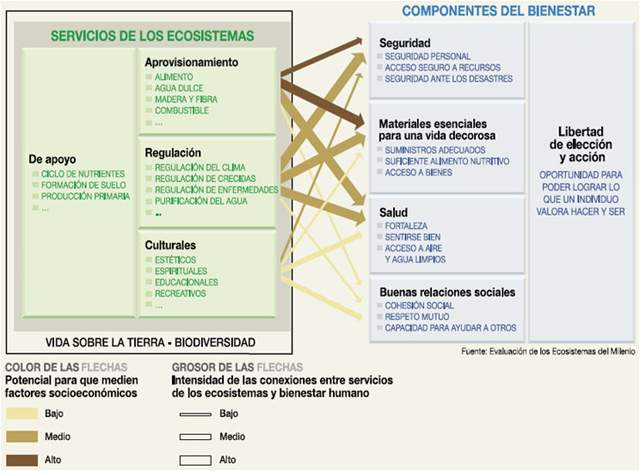 COMPONENTES DEL BIENESTAR
SERVICIOS DE LOS ECOSISTEMAS
De apoyo
CICLO DE NUTRIENTES
FORMACIÓN DE SUELO
PRODUCCIÓN PRIMARIA
...
Aprovisionamiento
ALIMENTO
AGUA DULCE
MADERA Y FIBRA
COMBUSTIBLE
...
Regulación
REGULACIÓN DEL CLIMA
REGULACIÓN DE CRECIDAS
REGULACIÓN DE ENFERMEDADES
PURIFICACIÓN DEL AGUA
...
Culturales
ESTÉTICOS
ESPIRITUALES
EDUCACIONALES
RECREATIVOS
...
VIDA SOBRE LA TIERRA - BIODIVERSIDAD
Seguridad
SEGURIDAD PERSONAL
ACCESO SEGURO A RECURSOS
SEGURIDAD ANTE LOS DESASTRES
Materiales esenciales
para una vida decorosa
SUMINISTROS ADECUADOS
SUFICIENTE ALIMENTO NUTRITIVO
ACCESO A BIENES
Salud
FORTALEZA
SENTIRSE BIEN
ACCESO A AIRE
Y AGUA LIMPIOS
Buenas relaciones sociales
COHESIÓN SOCIAL
RESPETO MUTUO
CAPACIDAD PARA AYUDAR A OTROS
Libertad
de elección
y acción
OPORTUNIDAD PARA
PODER LOGRAR LO
QUE UN INDIVIDUO
VALORA HACER Y SER
Fuente: Evaluación de los Ecosistemas del Milenio
COLOR DE LAS FLECHAS
Potencial para que medien
factores socioeconómicos
Bajo
Medio
Alto
GROSOR DE LAS FLECHAS
Intensidad de las conexiones entre servicios
de los ecosistemas y bienestar humano
Bajo
Medio
Alto